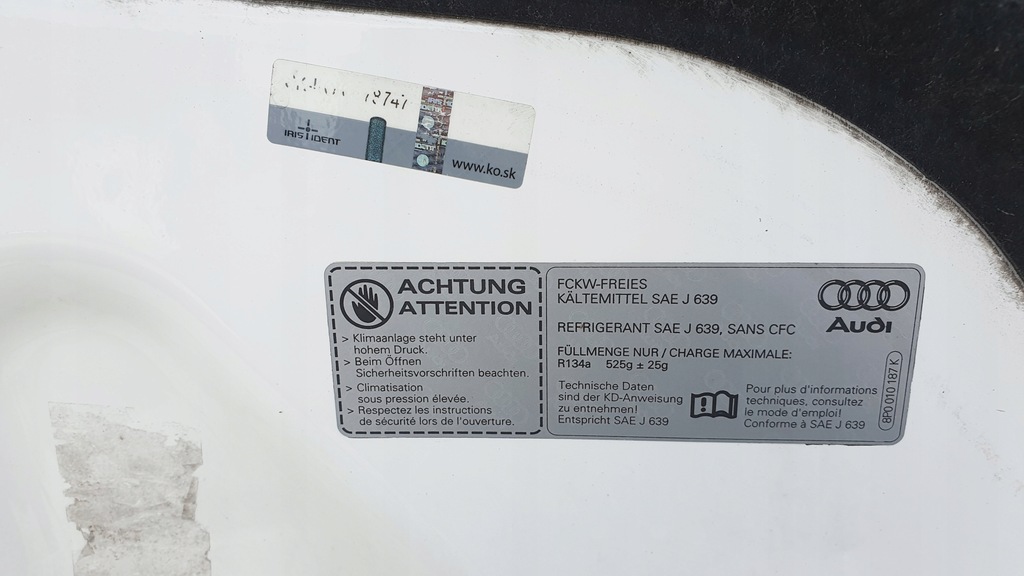 IRIS IDENT
www.ko.sk
ACHTUNG
ATTENTION
> Klimaanlage steht unter
hohem Druck.
> Beim Öffnen
Sicherheitsvorschriften beachten.
> Climatisation
sous pression élevée.
> Respectez les instructions
de sécurité lors de l'ouverture.
FCKW-FREIES
KÄLTEMITTEL SAE J 639
REFRIGERANT SAE J 639, SANS CFC
FÜLLMENGE NUR / CHARGE MAXIMALE:
R134a 525g ± 25g
Technische Daten
sind der KD-Anweisung
zu entnehmen!
Entspricht SAE J 639
Pour plus d'informations
techniques, consultez
le mode d'emploi!
Conforme à SAE J 639
Audi
8P0 010 187 K